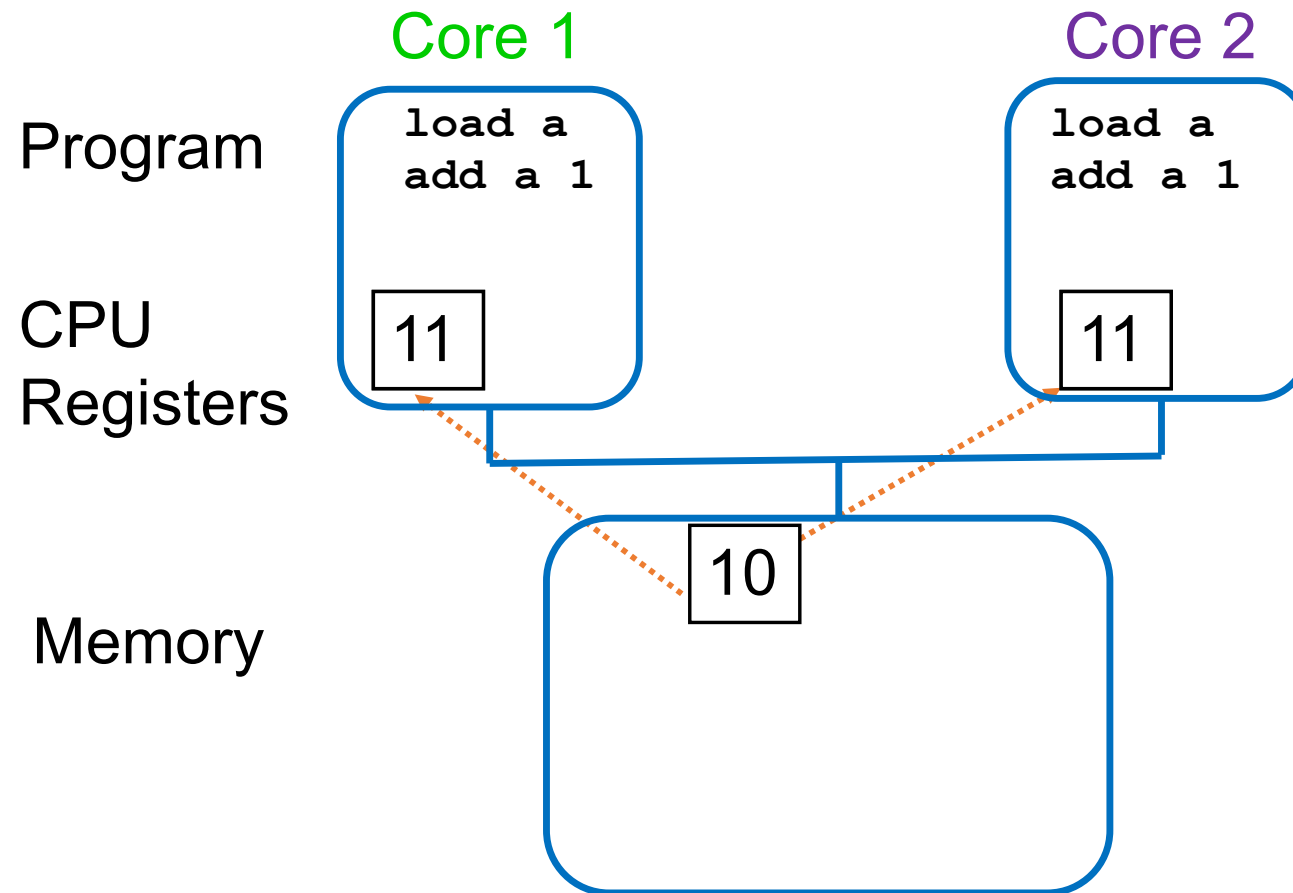 Core 1
Core 2
Program
load a
add a 1
load a
add a 1
CPU
Registers
11
11
10
Memory